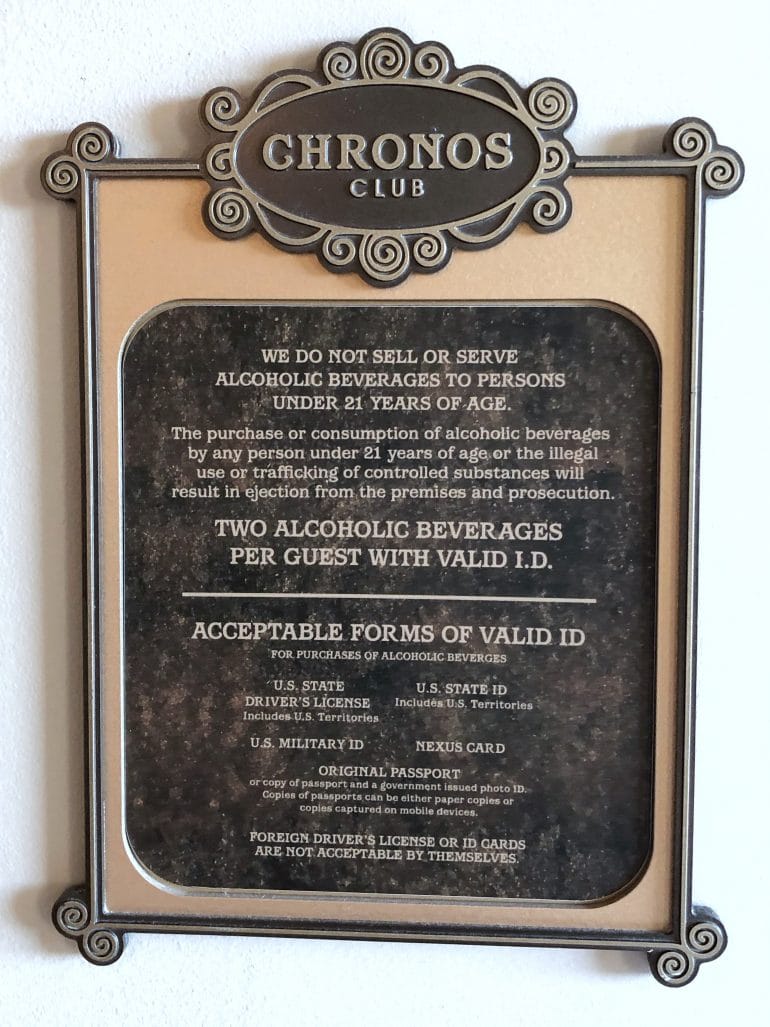 CHRONOS
CLUB
WE DO NOT SELL OR SERVE
ALCOHOLIC BEVERAGES TO PERSONS
UNDER 21 YEARS OF AGE.
The purchase or consumption of alcoholic beverages
by any person under 21 years of age or the illegal
use or trafficking of controlled substances will
result in ejection from the premises and prosecution.
TWO ALCOHOLIC BEVERAGES
PER GUEST WITH VALID I.D.
ACCEPTABLE FORMS OF VALID ID
FOR PURCHASES OF ALCOHOLIC BEVERGES
U.S. STATE
DRIVER'S LICENSE
Includes U.S. Territories
U.S. STATE ID
Includes U.S. Territories
U.S. MILITARY ID
NEXUS CARD
ORIGINAL PASSPORT
or copy of passport and a government issued photo ID.
Copies of passports can be either paper copies or
copies captured on mobile devices.
FOREIGN DRIVER'S LICENSE OR ID CARDS
ARE NOT ACCEPTABLE BY THEMSELVES.